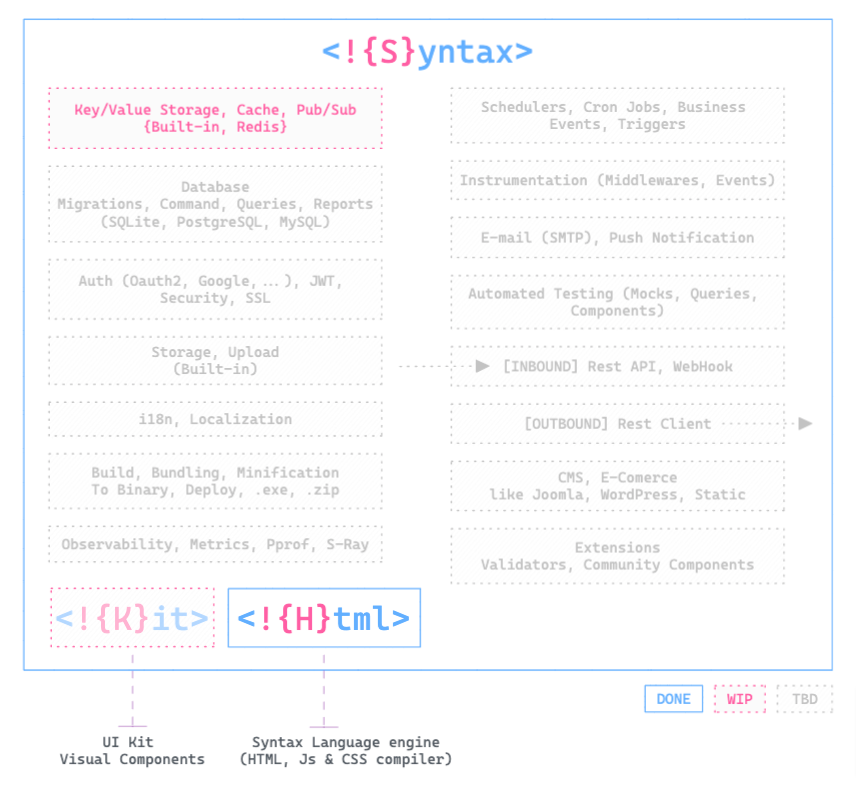 <!{S}yntax>
Key/Value Storage, Cache, Pub/Sub
{Built-in, Redis}
Database
Migrations, Command, Queries, Reports
(SQLite, PostgreSQL, MySQL)
Auth (Oauth2, Google, ...), JWT,
Security, SSL
Storage, Upload
(Built-in)
i18n, Localization
Build, Bundling, Minification
To Binary, Deploy, .exe, .zip
Observability, Metrics, Pprof, S-Ray
Schedulers, Cron Jobs, Business
Events, Triggers
Instrumentation (Middlewares, Events)
E-mail (SMTP), Push Notification
Automated Testing (Mocks, Queries,
Components)
[INBOUND] Rest API, WebHook
[OUTBOUND] Rest Client
CMS, E-Comerce
like Joomla, WordPress, Static
Extensions
Validators, Community Components
<!{K}it>
<!{H}tml>
DONE
WIP
TBD
UI Kit
Visual Components
Syntax Language engine
(HTML, Js & CSS compiler)